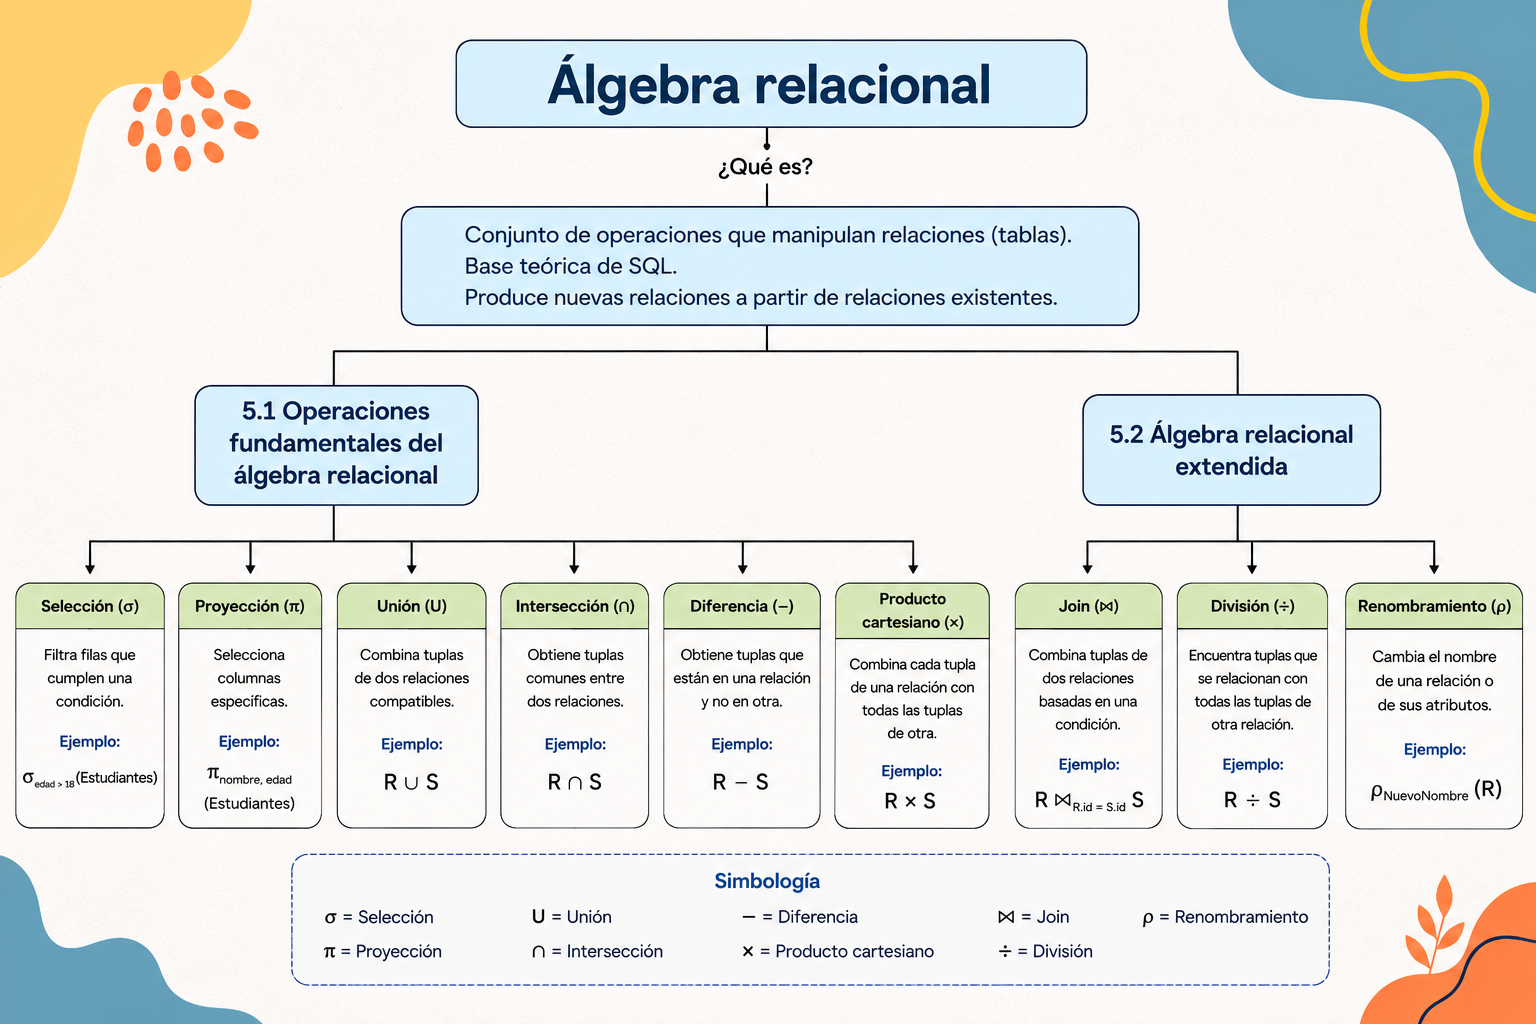 Álgebra relacional
¿Qué es?
Conjunto de operaciones que manipulan relaciones (tablas).
Base teórica de SQL.
Produce nuevas relaciones a partir de relaciones existentes.
5.1 Operaciones
fundamentales del
álgebra relacional
5.2 Álgebra relacional
extendida
Selección (σ)
Filtra filas que
cumplen una
condición.
Ejemplo:
σ edad > 18 (Estudiantes)
Proyección (π)
Selecciona
columnas
específicas.
Ejemplo:
π nombre, edad
(Estudiantes)
Unión (U)
Combina tuplas
de dos relaciones
compatibles.
Ejemplo:
R ∪ S
Intersección (∩)
Obtiene tuplas
comunes entre
dos relaciones.
Ejemplo:
R ∩ S
Diferencia (−)
Obtiene tuplas que
están en una relación
y no en otra.
Ejemplo:
R − S
Producto
cartesiano (×)
Combina cada tupla
de una relación con
todas las tuplas
de otra.
Ejemplo:
R × S
Join (⋈)
Combina tuplas de
dos relaciones
basadas en una
condición.
Ejemplo:
R ⋈ R.id = S.id S
División (÷)
Encuentra tuplas que
se relacionan con
todas las tuplas de
otra relación.
Ejemplo:
R ÷ S
Renombramiento (ρ)
Cambia el nombre
de una relación o
de sus atributos.
Ejemplo:
ρ NuevoNombre (R)
Simbología
σ = Selección
U = Unión
− = Diferencia
⋈ = Join
ρ = Renombramiento
π = Proyección
∩ = Intersección
× = Producto cartesiano
÷ = División